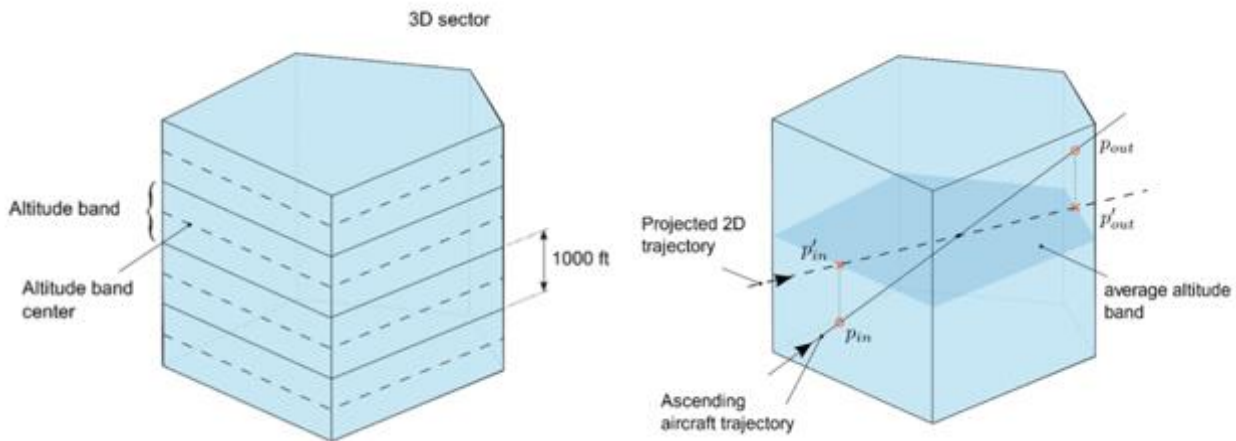 3D sector
Altitude band
Altitude band
center
1000 ft
Projected 2D
trajectory
p'in
pin
pout
p'out
average altitude
band
Ascending
aircraft trajectory